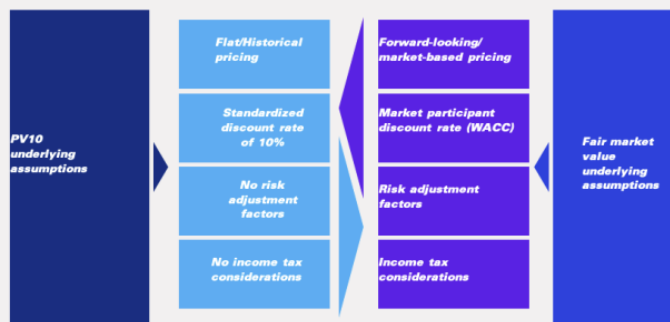 PV10
underlying
assumptions
Flat/Historical
pricing
Standardized
discount rate
of 10%
No risk
adjustment
factors
No income tax
considerations
Forward-looking/
market-based pricing
Market participant
discount rate (WACC)
Risk adjustment
factors
Income tax
considerations
Fair market
value
underlying
assumptions